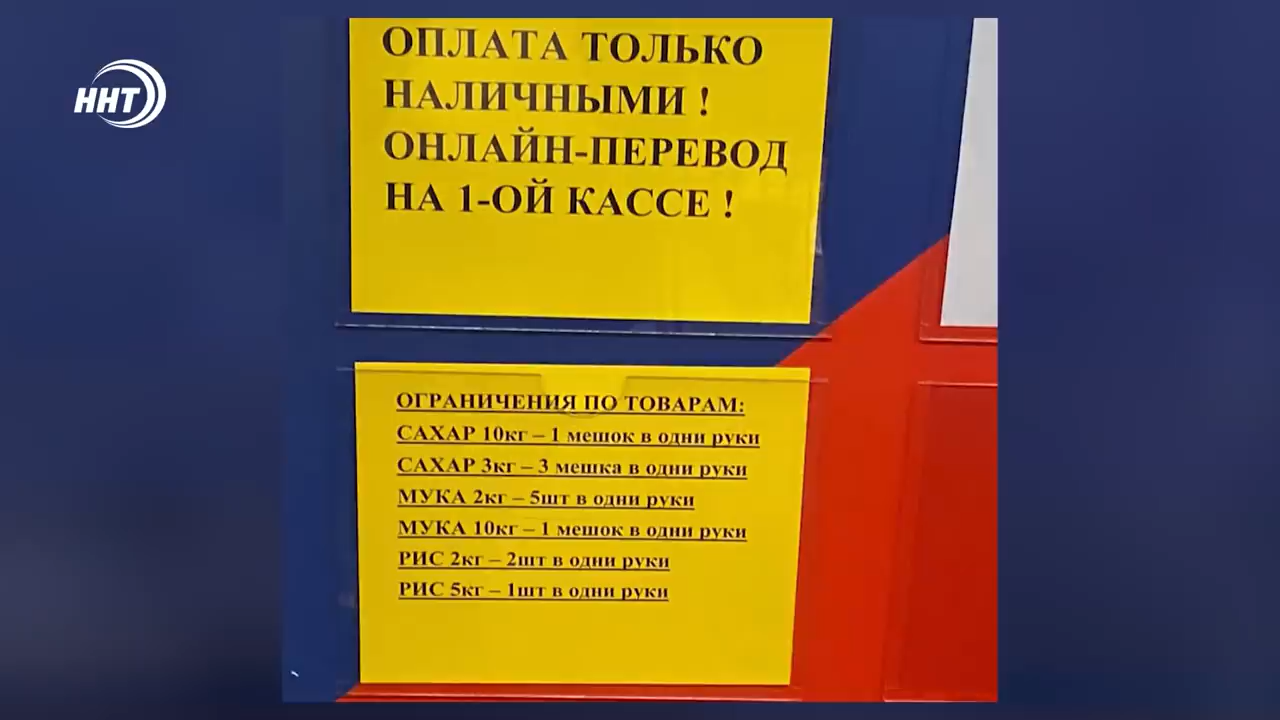 ННТ
ОПЛАТА ТОЛЬКО
НАЛИЧНЫМИ !
ОНЛАЙН-ПЕРЕВОД
НА 1-ОЙ КАССЕ !
ОГРАНИЧЕНИЯ ПО ТОВАРАМ:
САХАР 10кг – 1 мешок в одни руки
САХАР 3кг – 3 мешка в одни руки
МУКА 2кг – 5шт в одни руки
МУКА 10кг – 1 мешок в одни руки
РИС 2кг – 2шт в одни руки
РИС 5кг – 1шт в одни руки